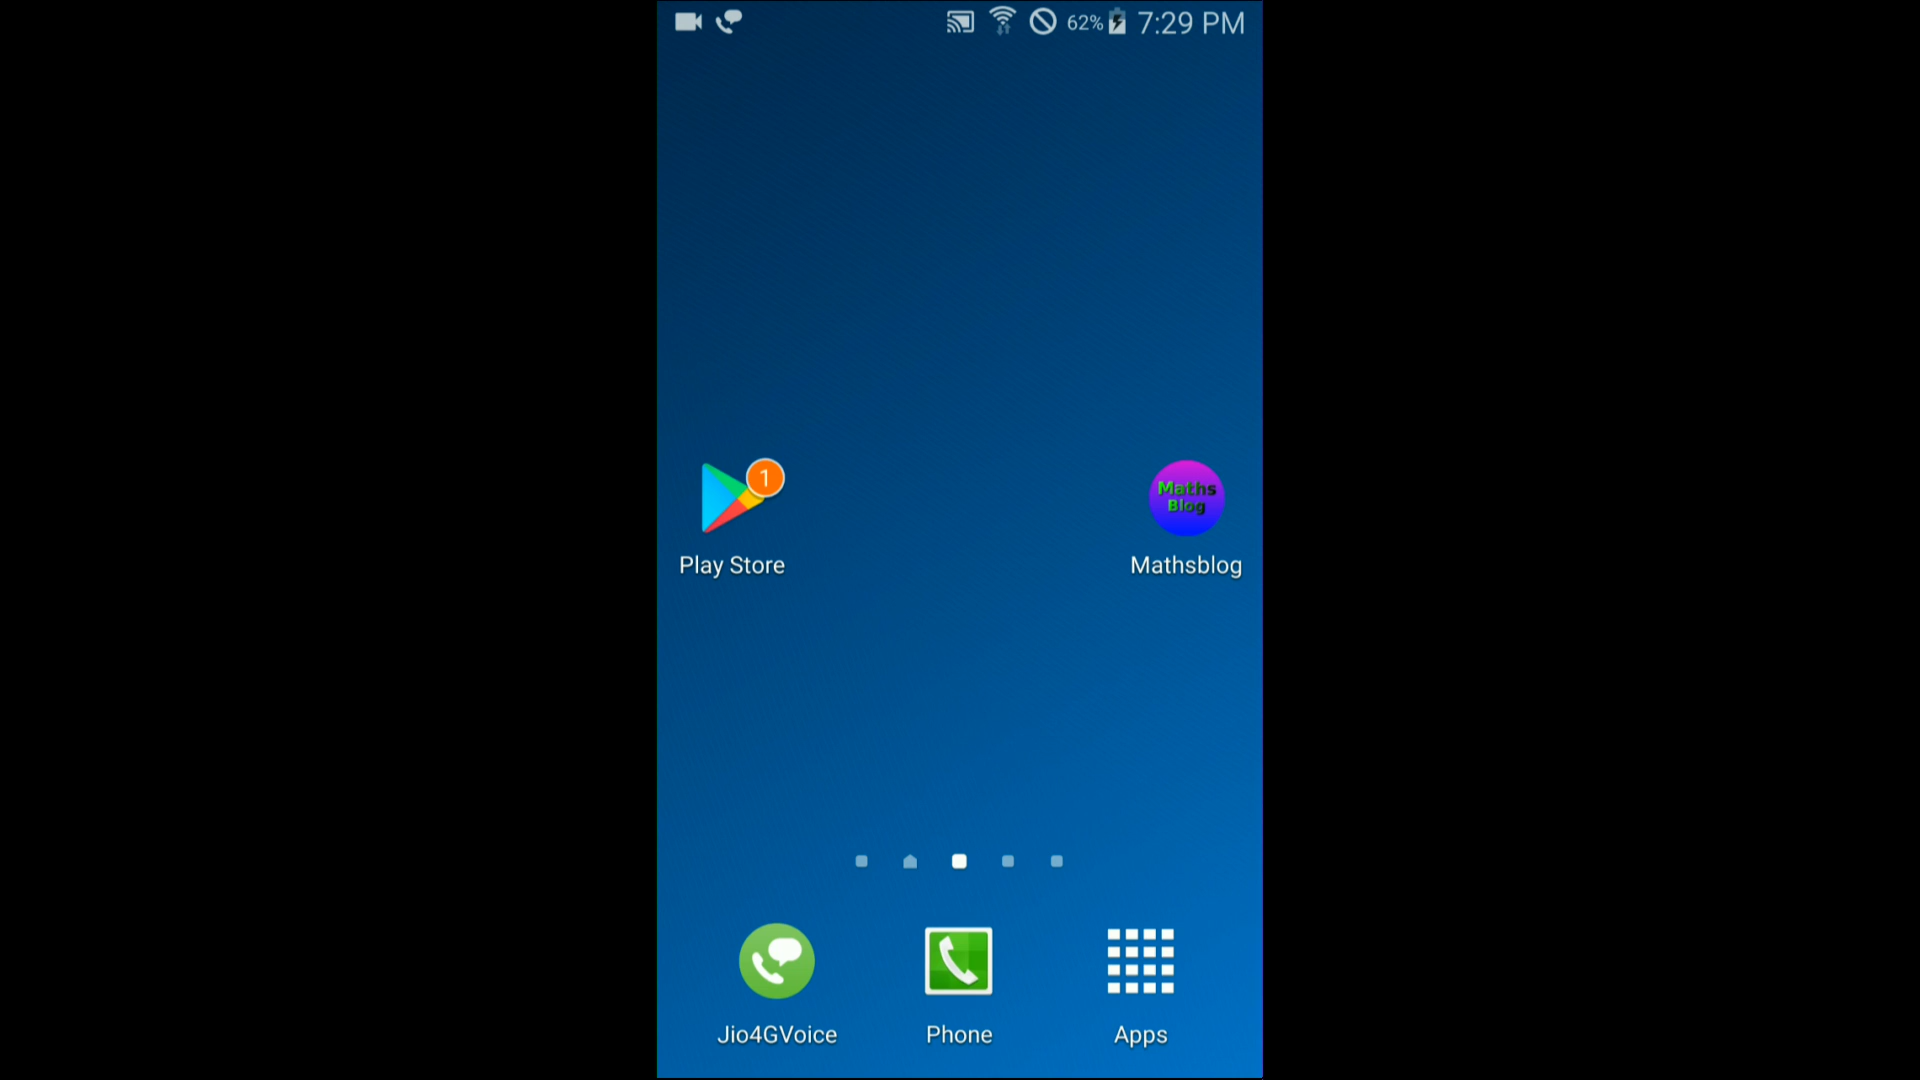 62% 7:29 PM
1
Maths
Blog
Play Store
Mathsblog
Jio4GVoice
Phone
Apps